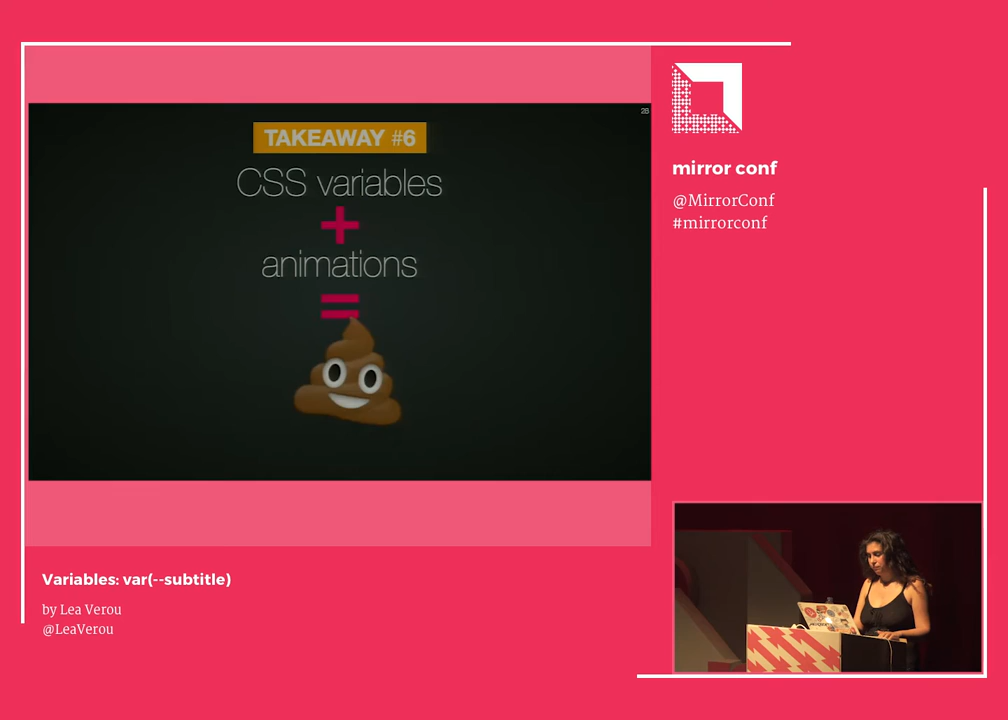 28
TAKEAWAY #6
CSS variables
+
animations
=
mirror conf
@MirrorConf
#mirrorconf
Variables: var(--subtitle)
by Lea Verou
@LeaVerou